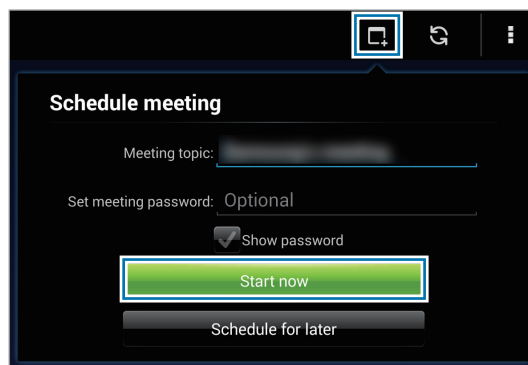 Schedule meeting
Meeting topic:
Set meeting password: Optional
Show password
Start now
Schedule for later